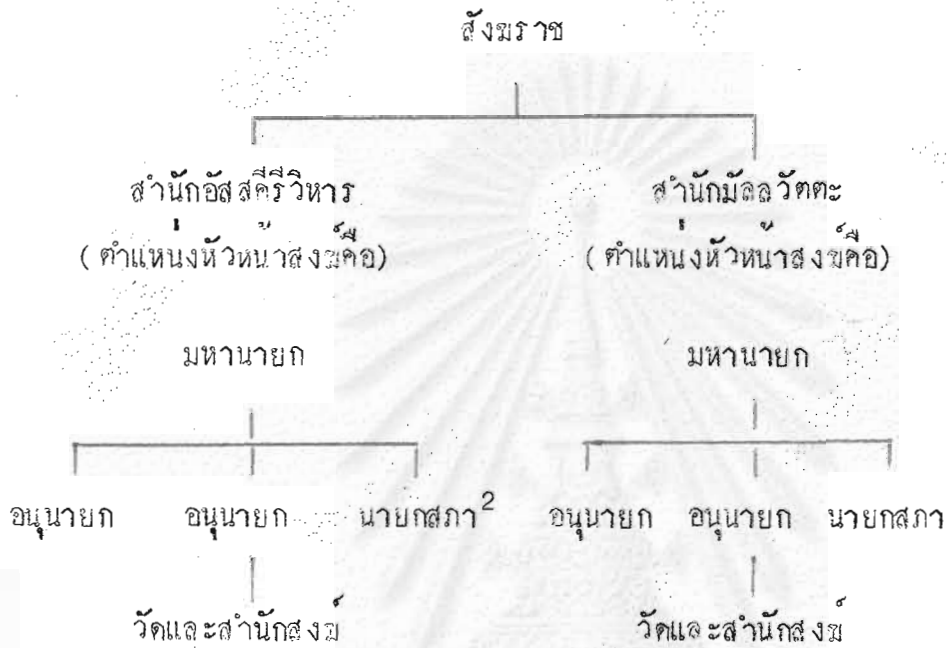 สังฆราช
สำนักอัสสคีรีวิหาร สำนักมัลลวัตตะ
(ตำแหน่งหัวหน้าสงฆ์คือ) (ตำแหน่งหัวหน้าสงฆ์คือ)
มหานายก มหานายก
อนุนายก อนุนายก นายกสภา² อนุนายก อนุนายก นายกสภา
วัดและสำนักสงฆ์ วัดและสำนักสงฆ์